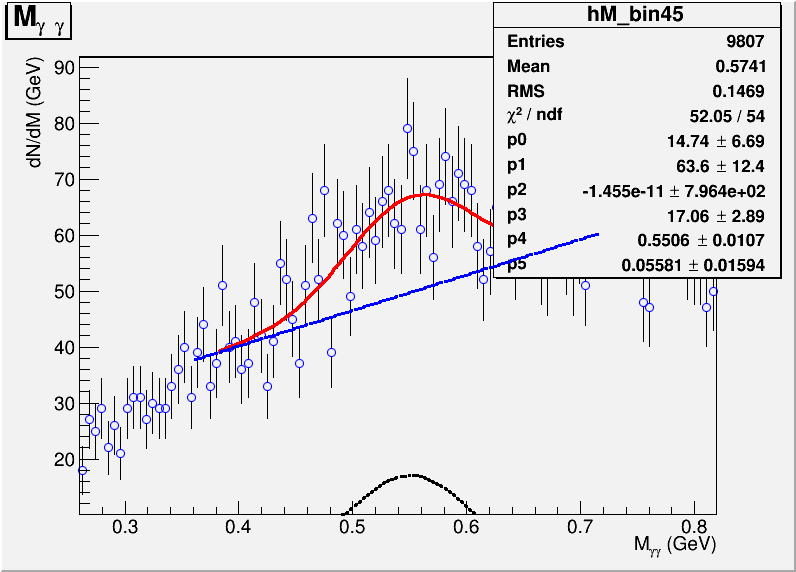 M γ γ
hM_bin45
Entries 9807
Mean 0.5741
RMS 0.1469
χ² / ndf 52.05 / 54
p0 14.74 ± 6.69
p1 63.6 ± 12.4
p2 -1.455e-11 ± 7.964e+02
p3 17.06 ± 2.89
p4 0.5506 ± 0.0107
p5 0.05581 ± 0.01594
dN/dM (GeV)
90
80
70
60
50
40
30
20
0.3 0.4 0.5 0.6 0.7 0.8
Mγγ (GeV)